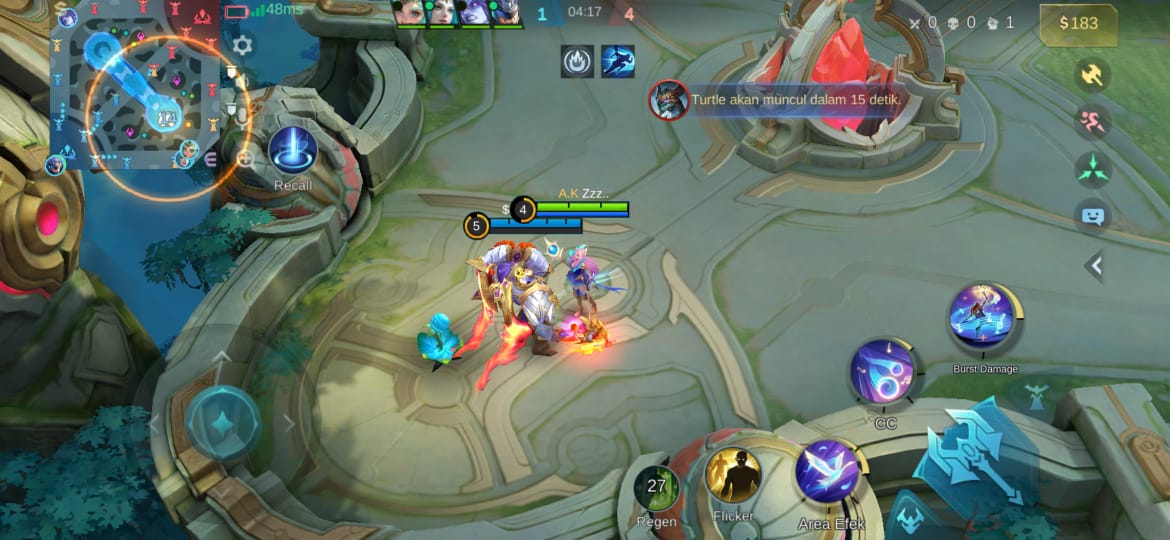 48ms
1
04:17
4
0
0
1
$183
Turtle akan muncul dalam 15 detik.
14
Recall
A.K Zzz..
$
4
5
Burst Damage
CC
27
Regen
Flicker
Area Efek